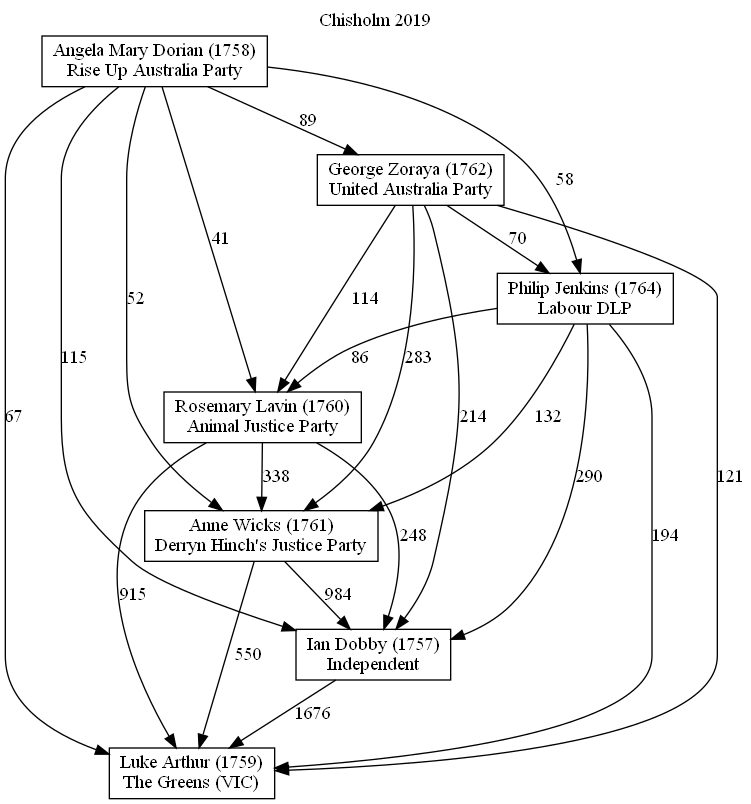 Chisholm 2019
Angela Mary Dorian (1758)
Rise Up Australia Party
89
George Zoraya (1762)
United Australia Party
58
41
70
Philip Jenkins (1764)
Labour DLP
52
114
115
86
283
Rosemary Lavin (1760)
Animal Justice Party
67
214
132
338
290
121
Anne Wicks (1761)
Derryn Hinch's Justice Party
248
194
915
984
Ian Dobby (1757)
Independent
550
1676
Luke Arthur (1759)
The Greens (VIC)